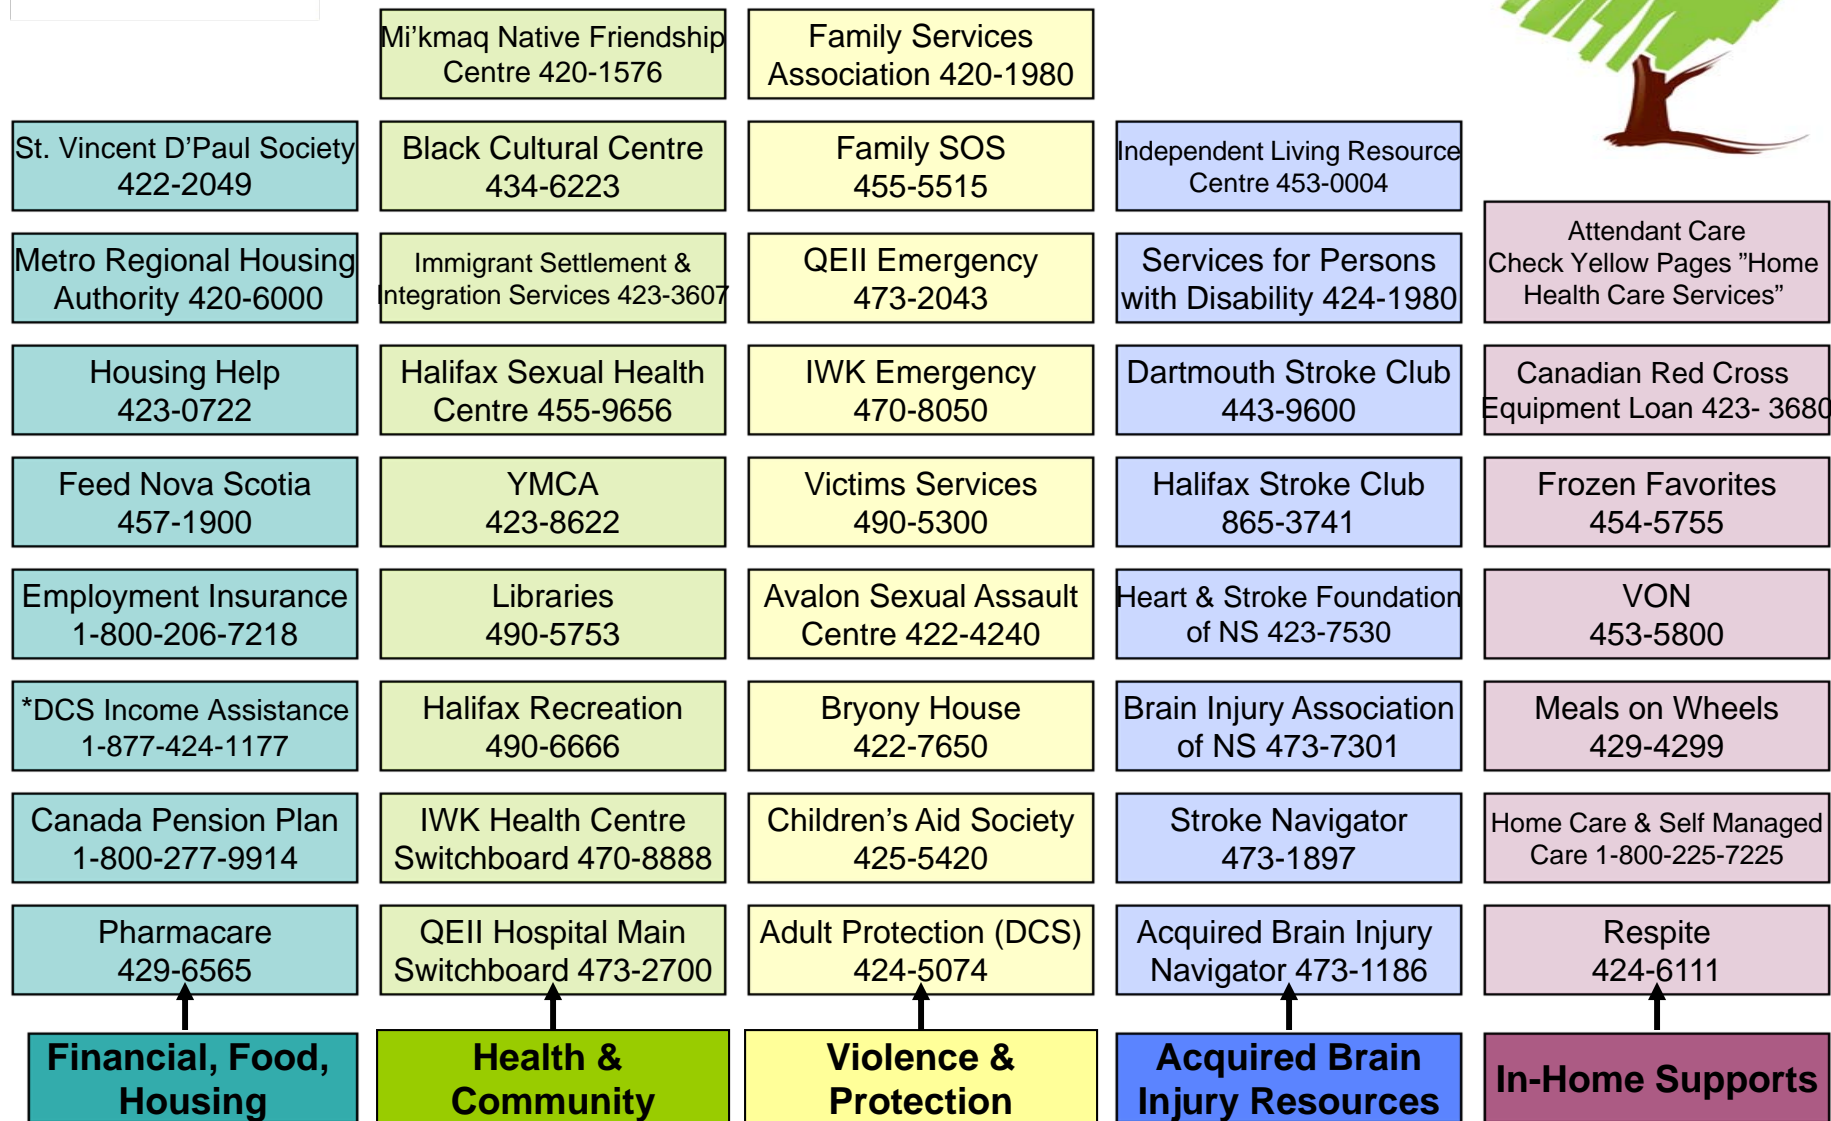 Mi’kmaq Native Friendship
Centre 420-1576
Family Services
Association 420-1980
St. Vincent D’Paul Society
422-2049
Black Cultural Centre
434-6223
Family SOS
455-5515
Independent Living Resource
Centre 453-0004
Metro Regional Housing
Authority 420-6000
Immigrant Settlement &
Integration Services 423-3607
QEII Emergency
473-2043
Services for Persons
with Disability 424-1980
Attendant Care
Check Yellow Pages ”Home
Health Care Services”
Housing Help
423-0722
Halifax Sexual Health
Centre 455-9656
IWK Emergency
470-8050
Dartmouth Stroke Club
443-9600
Canadian Red Cross
Equipment Loan 423- 3680
Feed Nova Scotia
457-1900
YMCA
423-8622
Victims Services
490-5300
Halifax Stroke Club
865-3741
Frozen Favorites
454-5755
Employment Insurance
1-800-206-7218
Libraries
490-5753
Avalon Sexual Assault
Centre 422-4240
Heart & Stroke Foundation
of NS 423-7530
VON
453-5800
*DCS Income Assistance
1-877-424-1177
Halifax Recreation
490-6666
Bryony House
422-7650
Brain Injury Association
of NS 473-7301
Meals on Wheels
429-4299
Canada Pension Plan
1-800-277-9914
IWK Health Centre
Switchboard 470-8888
Children’s Aid Society
425-5420
Stroke Navigator
473-1897
Home Care & Self Managed
Care 1-800-225-7225
Pharmacare
429-6565
QEII Hospital Main
Switchboard 473-2700
Adult Protection (DCS)
424-5074
Acquired Brain Injury
Navigator 473-1186
Respite
424-6111
Financial, Food,
Housing
Health &
Community
Violence &
Protection
Acquired Brain
Injury Resources
In-Home Supports